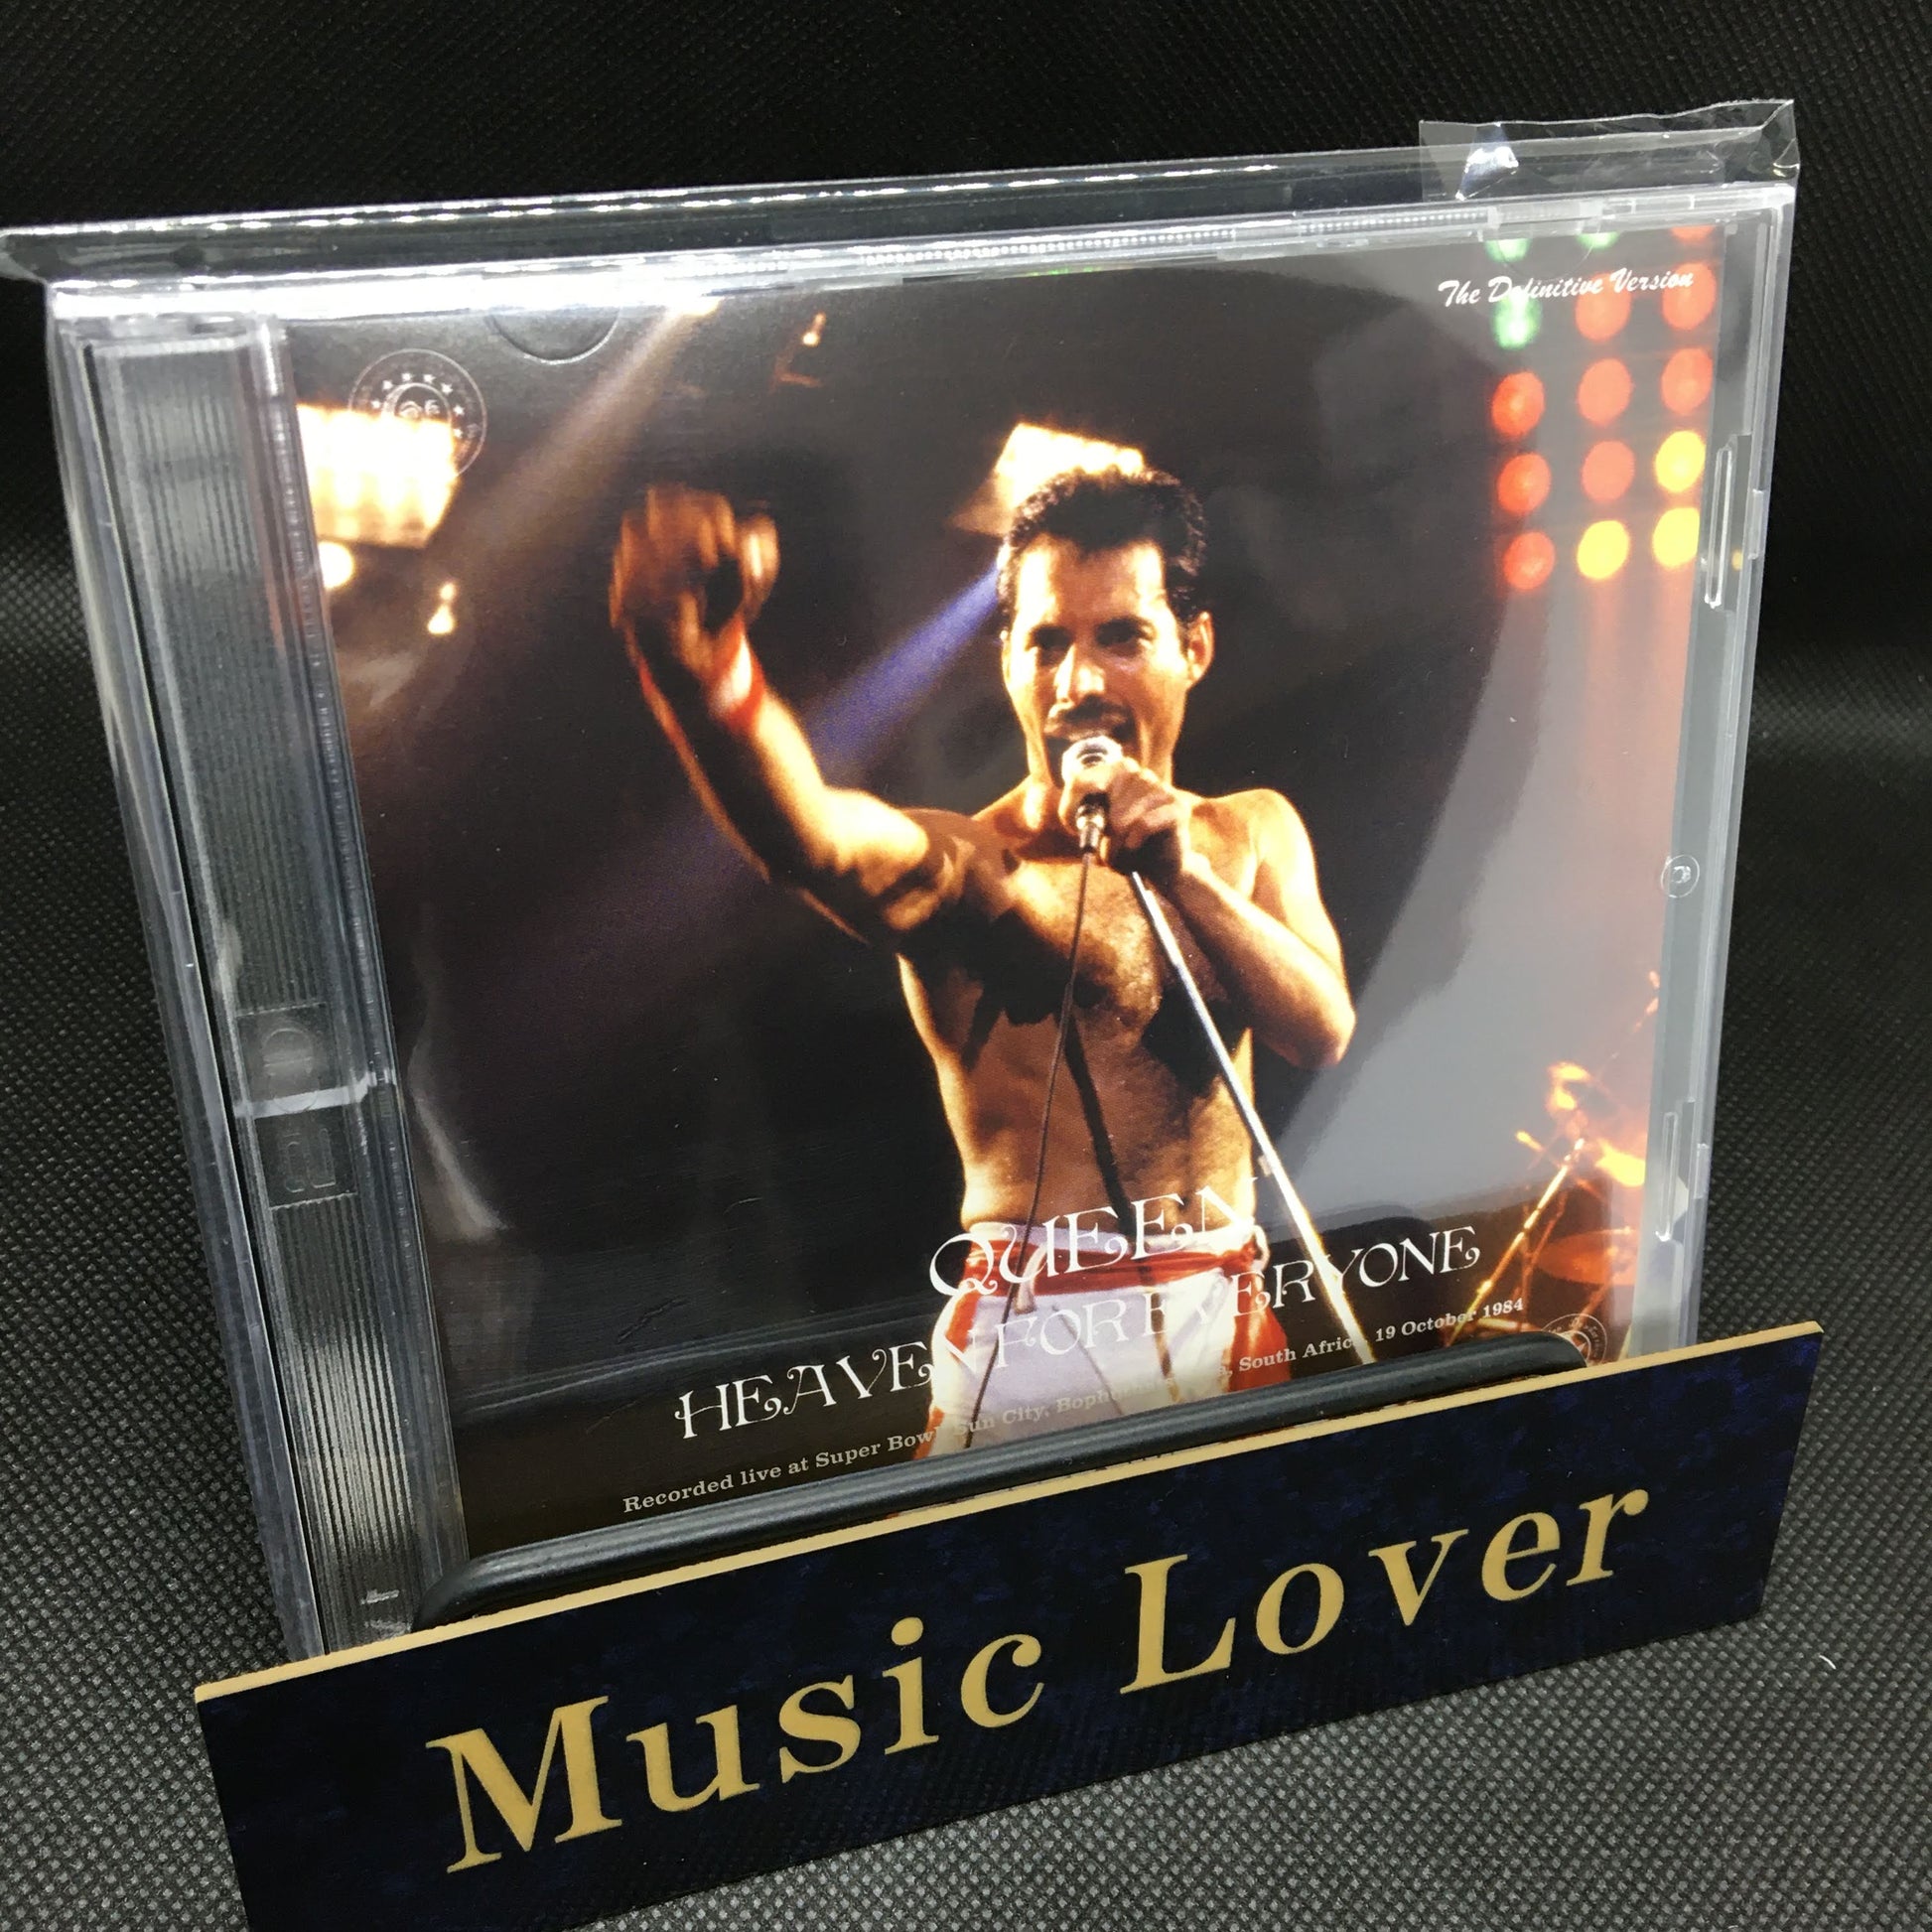 The Definitive Version
QUEEN
HEAVEN FOR EVERYONE
Recorded live at Super Bowl, Sun City, South Africa, 19 October 1984
Music Lover